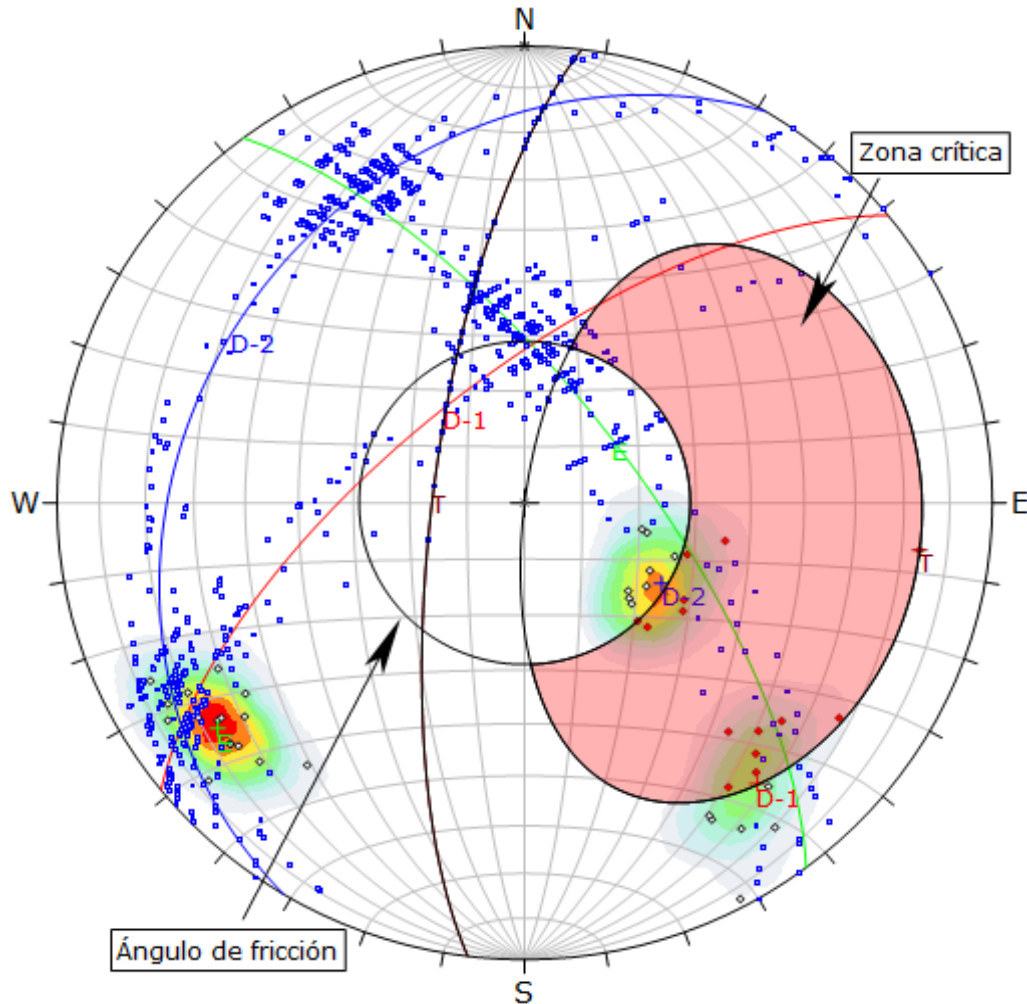 N
Zona crítica
D-2
D-1
E
W
T
E
D-2
T
E
D-1
Ángulo de fricción
S